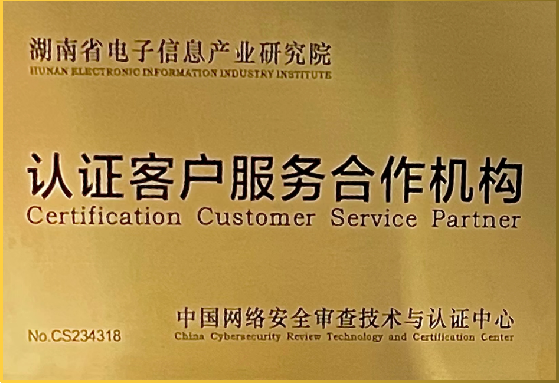 湖南省电子信息产业研究院
HUNAN ELECTRONIC INFORMATION INDUSTRY INSTITUTE
认证客户服务合作机构
Certification Customer Service Partner
中国网络安全审查技术与认证中心
No.CS234318
China Cybersecurity Review Technology and Certification Center